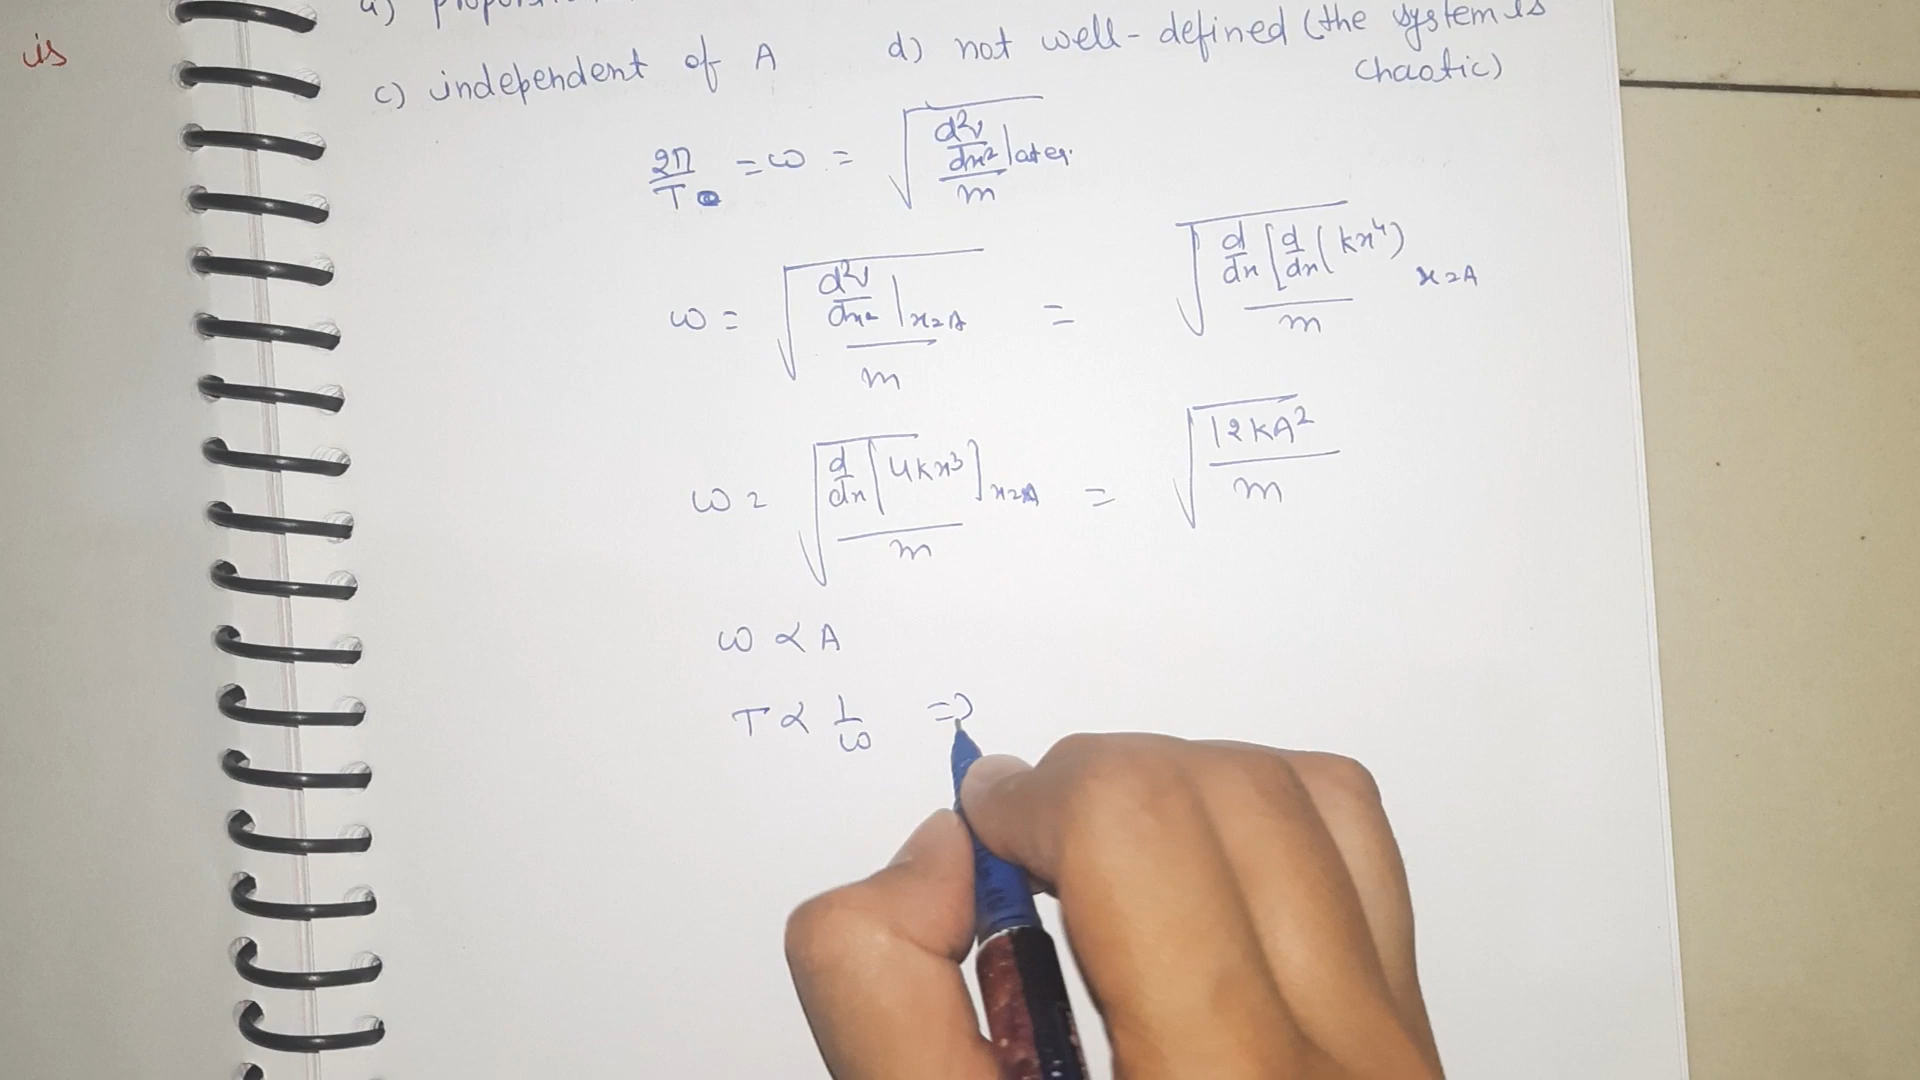 is
a)
c) independent of A d) not well-defined (the system is
chaotic)
2π/T = ω = √(d²v/dx²|at eq. / m)
ω = √(d²v/dx²|x=A / m) = √(d/dx[d/dx(kx⁴) x=A / m)
ω = √(d/dx[4kx³]x=A / m) = √(12kA²/m)
ω ∝ A
T ∝ 1/ω ⇒